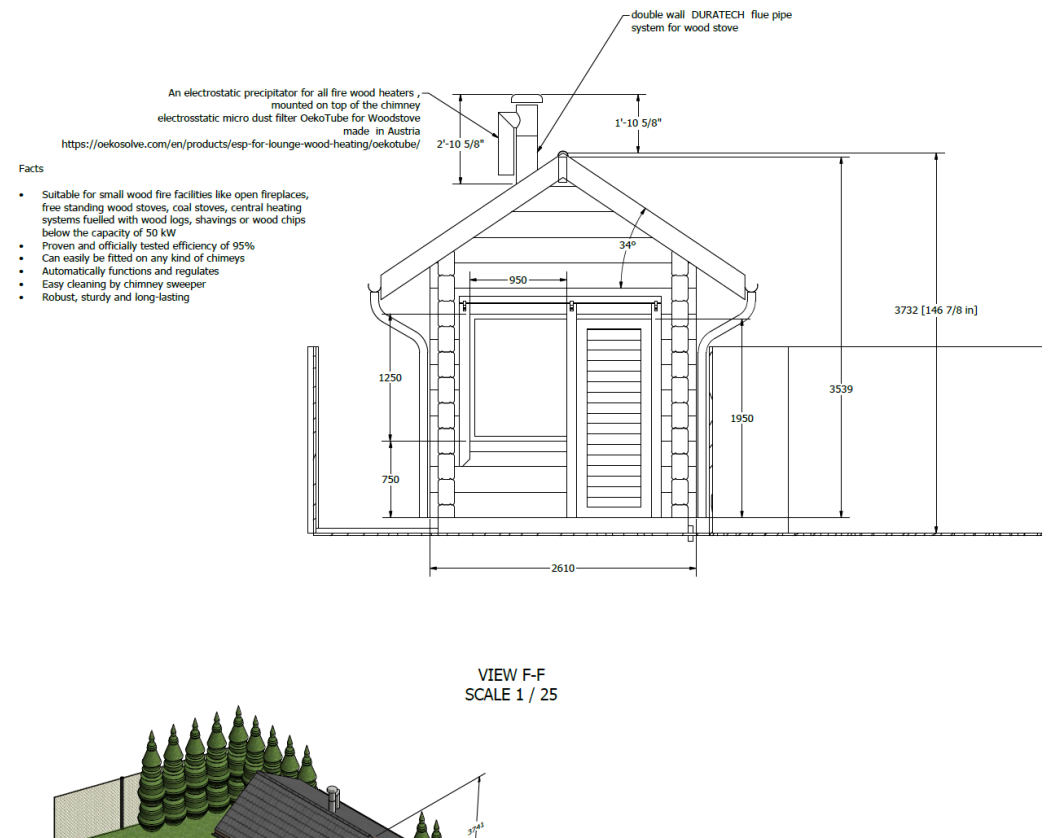 double wall DURATECH flue pipe
system for wood stove
An electrostatic precipitator for all fire wood heaters ,
mounted on top of the chimney
electrosstatic micro dust filter OekoTube for Woodstove
made in Austria
https://oekosolve.com/en/products/esp-for-lounge-wood-heating/oekotube/
2'-10 5/8"
1'-10 5/8"
Facts
• Suitable for small wood fire facilities like open fireplaces,
free standing wood stoves, coal stoves, central heating
systems fuelled with wood logs, shavings or wood chips
below the capacity of 50 kW
• Proven and officially tested efficiency of 95%
• Can easily be fitted on any kind of chimeys
• Automatically functions and regulates
• Easy cleaning by chimney sweeper
• Robust, sturdy and long-lasting
34°
950
3732 [146 7/8 in]
1250
3539
1950
750
2610
VIEW F-F
SCALE 1 / 25
3741